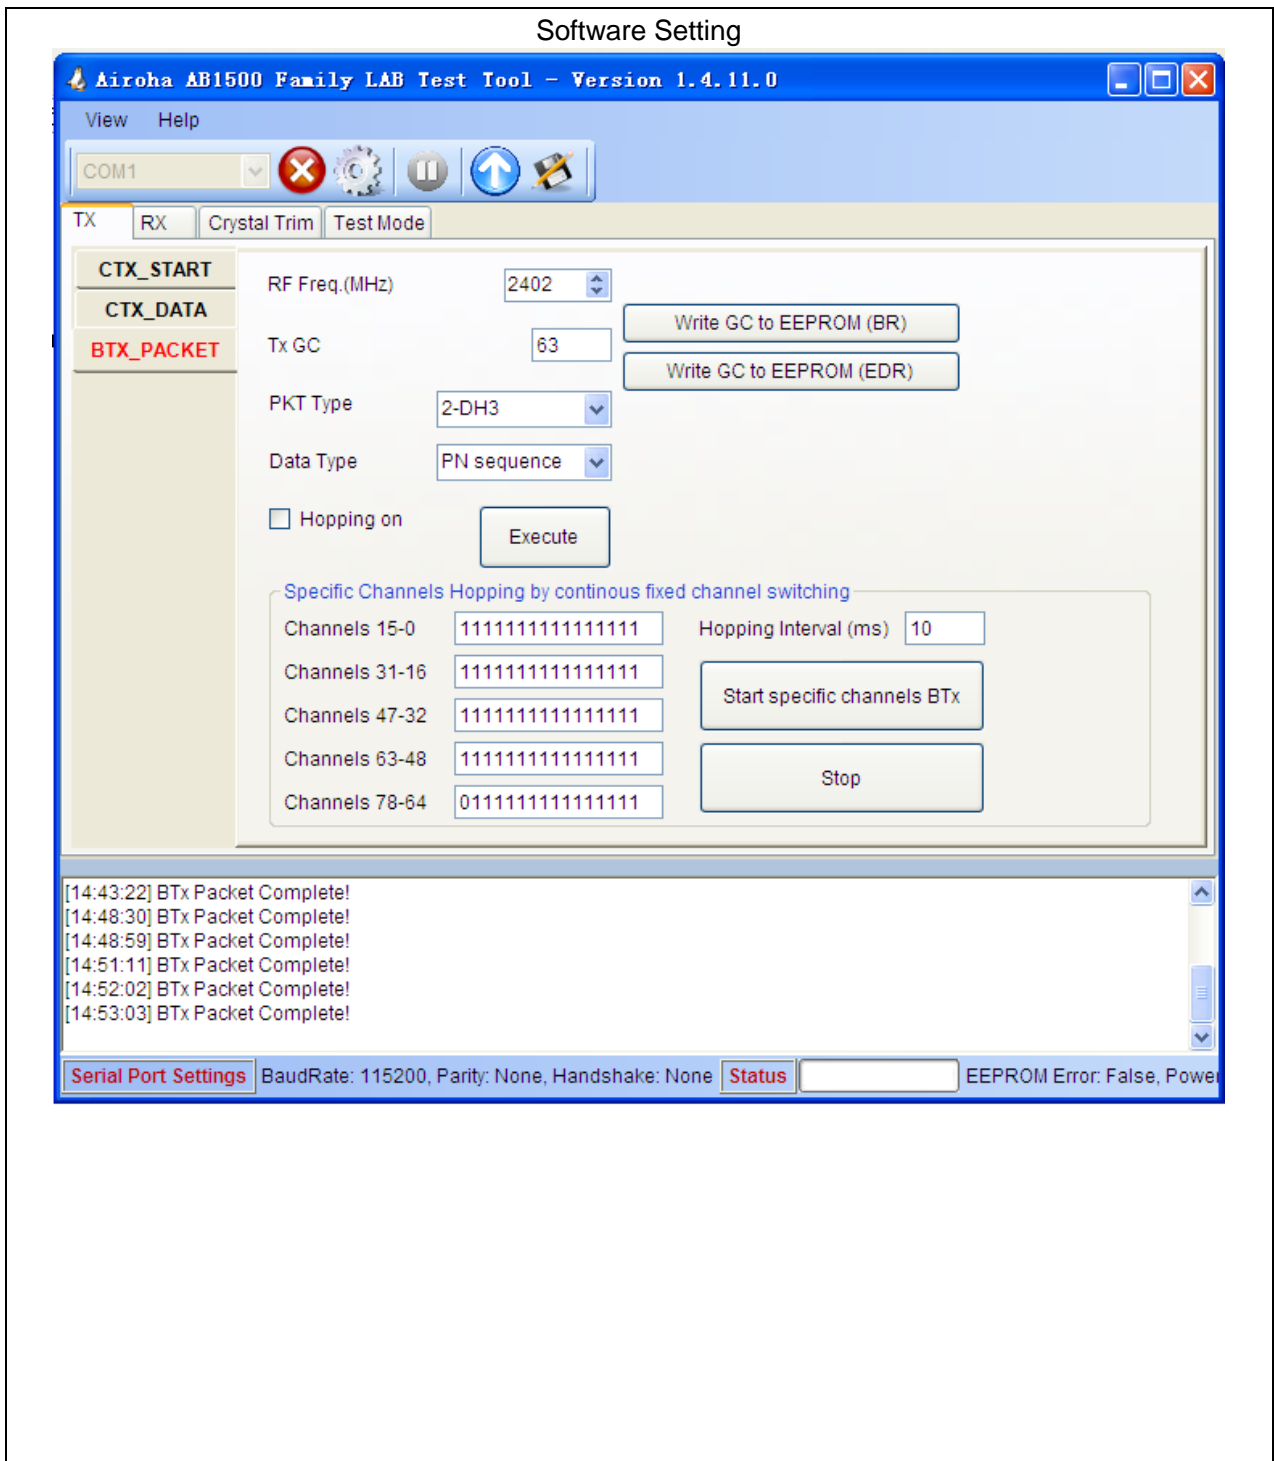 Software Setting
Airoha AB1500 Family LAB Test Tool - Version 1.4.11.0
View Help
COM1
TX RX Crystal Trim Test Mode
CTX_START
CTX_DATA
BTX_PACKET
RF Freq.(MHz) 2402
Write GC to EEPROM (BR)
Tx GC 63
Write GC to EEPROM (EDR)
PKT Type 2-DH3
Data Type PN sequence
Hopping on Execute
Specific Channels Hopping by continous fixed channel switching
Channels 15-0 1111111111111111 Hopping Interval (ms) 10
Channels 31-16 1111111111111111
Start specific channels BTx
Channels 47-32 1111111111111111
Channels 63-48 1111111111111111
Stop
Channels 78-64 0111111111111111
[14:43:22] BTx Packet Complete!
[14:48:30] BTx Packet Complete!
[14:48:59] BTx Packet Complete!
[14:51:11] BTx Packet Complete!
[14:52:02] BTx Packet Complete!
[14:53:03] BTx Packet Complete!
Serial Port Settings BaudRate: 115200, Parity: None, Handshake: None Status EEPROM Error: False, Power